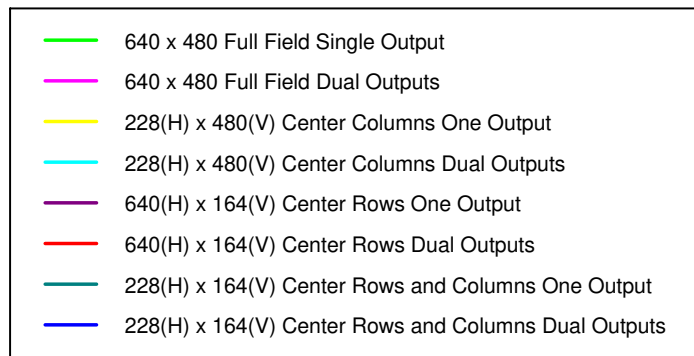 640 x 480 Full Field Single Output
640 x 480 Full Field Dual Outputs
228(H) x 480(V) Center Columns One Output
228(H) x 480(V) Center Columns Dual Outputs
640(H) x 164(V) Center Rows One Output
640(H) x 164(V) Center Rows Dual Outputs
228(H) x 164(V) Center Rows and Columns One Output
228(H) x 164(V) Center Rows and Columns Dual Outputs